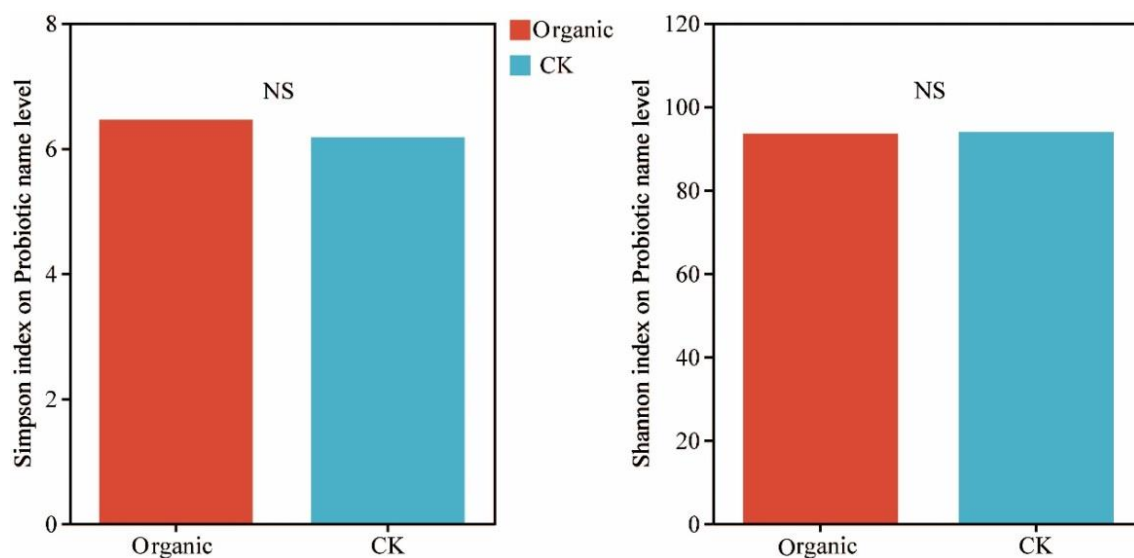 Simpson index on Probiotic name level
8
6
4
2
0
NS
Organic
CK
Organic
CK
Shannon index on Probiotic name level
120
100
80
60
40
20
0
NS
Organic
CK